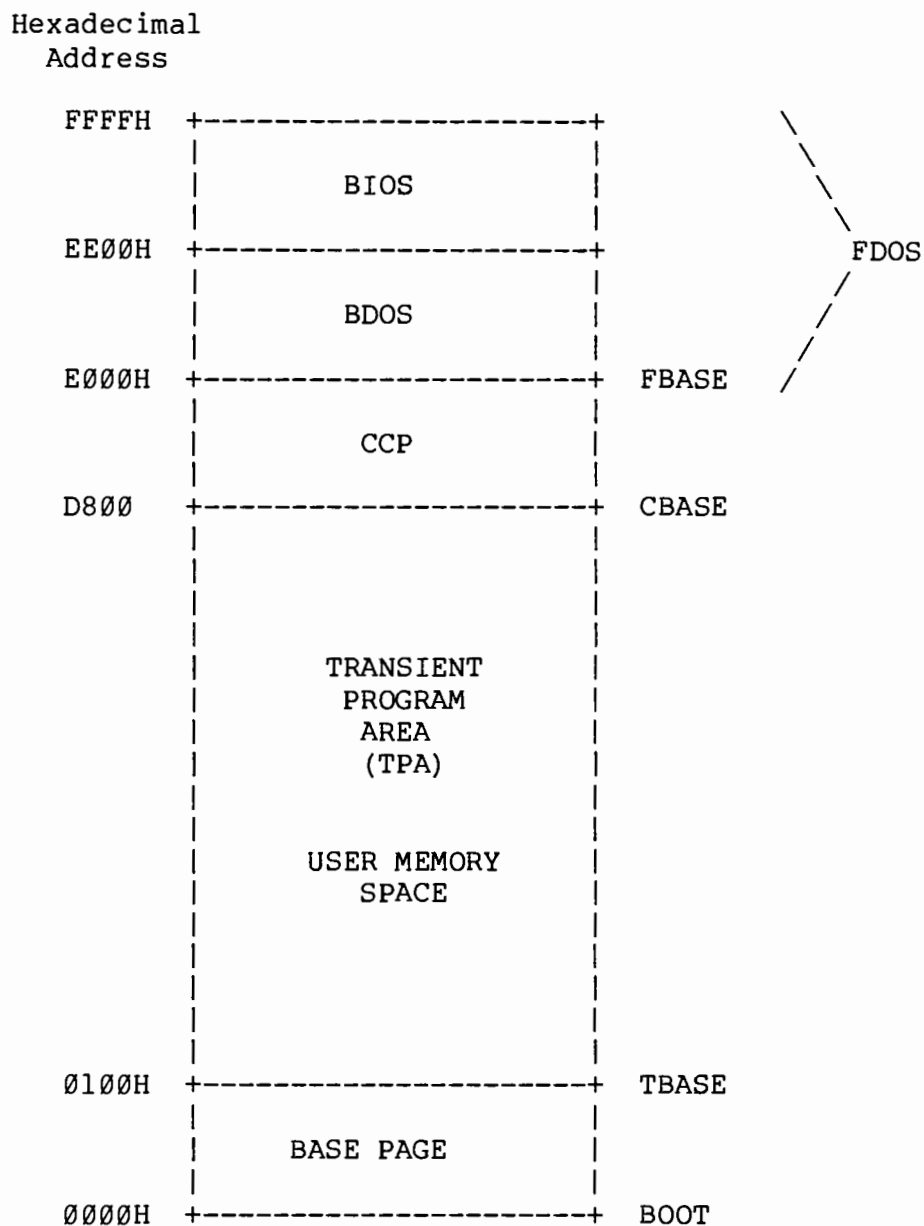 Hexadecimal
Address
FFFFH
BIOS
EEØØH
FDOS
BDOS
EØØØH FBASE
CCP
D8ØØ CBASE
TRANSIENT
PROGRAM
AREA
(TPA)
USER MEMORY
SPACE
Ø1ØØH TBASE
BASE PAGE
ØØØØH BOOT